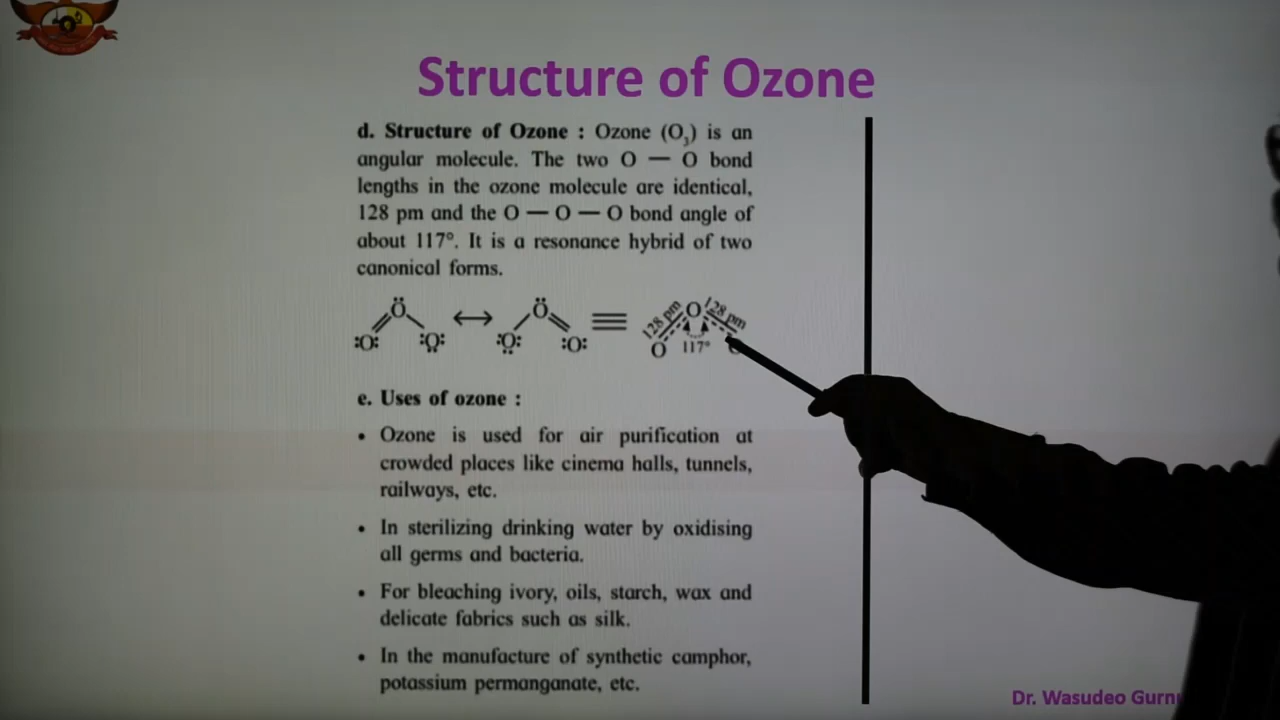 Structure of Ozone
d. Structure of Ozone : Ozone (O₃) is an
angular molecule. The two O — O bond
lengths in the ozone molecule are identical,
128 pm and the O — O — O bond angle of
about 117°. It is a resonance hybrid of two
canonical forms.
Ö :O: :Ö: ↔ Ö :Ö: :O: ≡ 128 pm O 128 pm O 117°
e. Uses of ozone :
• Ozone is used for air purification at
crowded places like cinema halls, tunnels,
railways, etc.
• In sterilizing drinking water by oxidising
all germs and bacteria.
• For bleaching ivory, oils, starch, wax and
delicate fabrics such as silk.
• In the manufacture of synthetic camphor,
potassium permanganate, etc.
Dr. Wasudeo